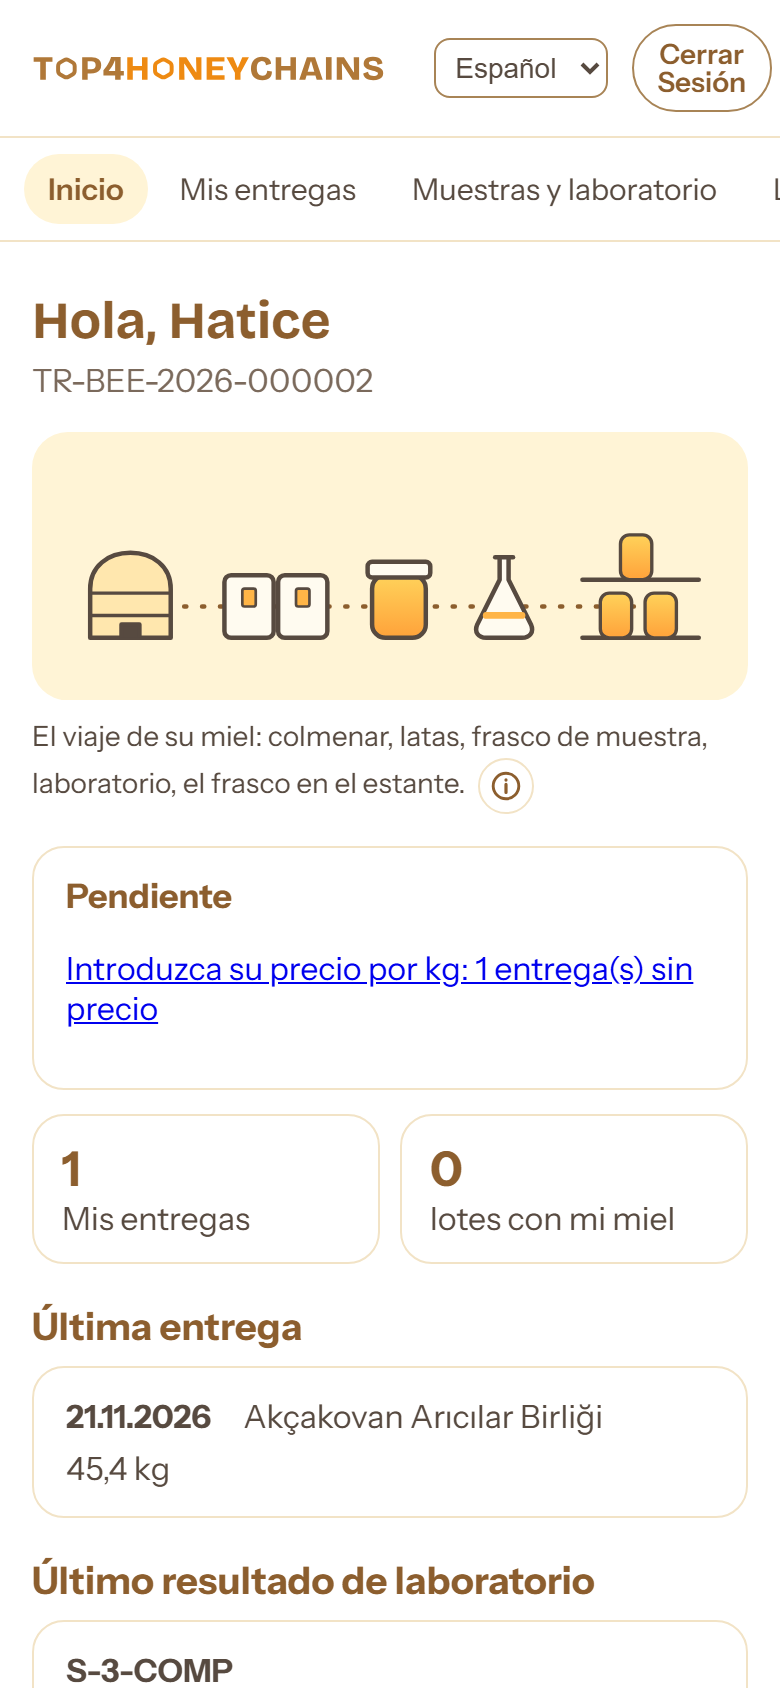 TOP4HONEYCHAINS
Español
Cerrar
Sesión
Inicio
Mis entregas
Muestras y laboratorio
Hola, Hatice
TR-BEE-2026-000002
El viaje de su miel: colmenar, latas, frasco de muestra,
laboratorio, el frasco en el estante.
Pendiente
Introduzca su precio por kg: 1 entrega(s) sin
precio
1
Mis entregas
0
lotes con mi miel
Última entrega
21.11.2026 Akçakovan Arıcılar Birliği
45,4 kg
Último resultado de laboratorio
S-3-COMP